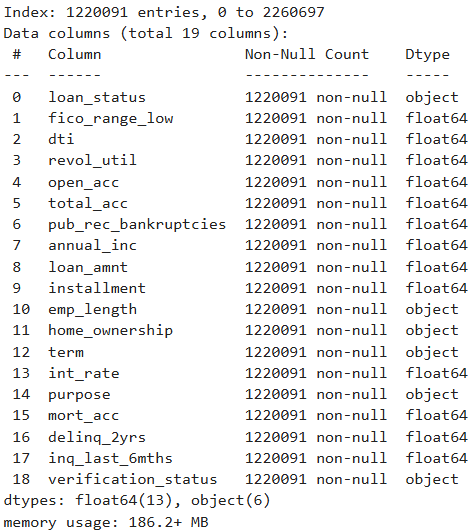 Index: 1220091 entries, 0 to 2260697
Data columns (total 19 columns):
 #   Column                Non-Null Count    Dtype
---  ------                --------------    -----
 0   loan_status           1220091 non-null  object
 1   fico_range_low        1220091 non-null  float64
 2   dti                   1220091 non-null  float64
 3   revol_util            1220091 non-null  float64
 4   open_acc              1220091 non-null  float64
 5   total_acc             1220091 non-null  float64
 6   pub_rec_bankruptcies  1220091 non-null  float64
 7   annual_inc            1220091 non-null  float64
 8   loan_amnt             1220091 non-null  float64
 9   installment           1220091 non-null  float64
 10  emp_length            1220091 non-null  object
 11  home_ownership        1220091 non-null  object
 12  term                  1220091 non-null  object
 13  int_rate              1220091 non-null  float64
 14  purpose               1220091 non-null  object
 15  mort_acc              1220091 non-null  float64
 16  delinq_2yrs           1220091 non-null  float64
 17  inq_last_6mths        1220091 non-null  float64
 18  verification_status   1220091 non-null  object
dtypes: float64(13), object(6)
memory usage: 186.2+ MB